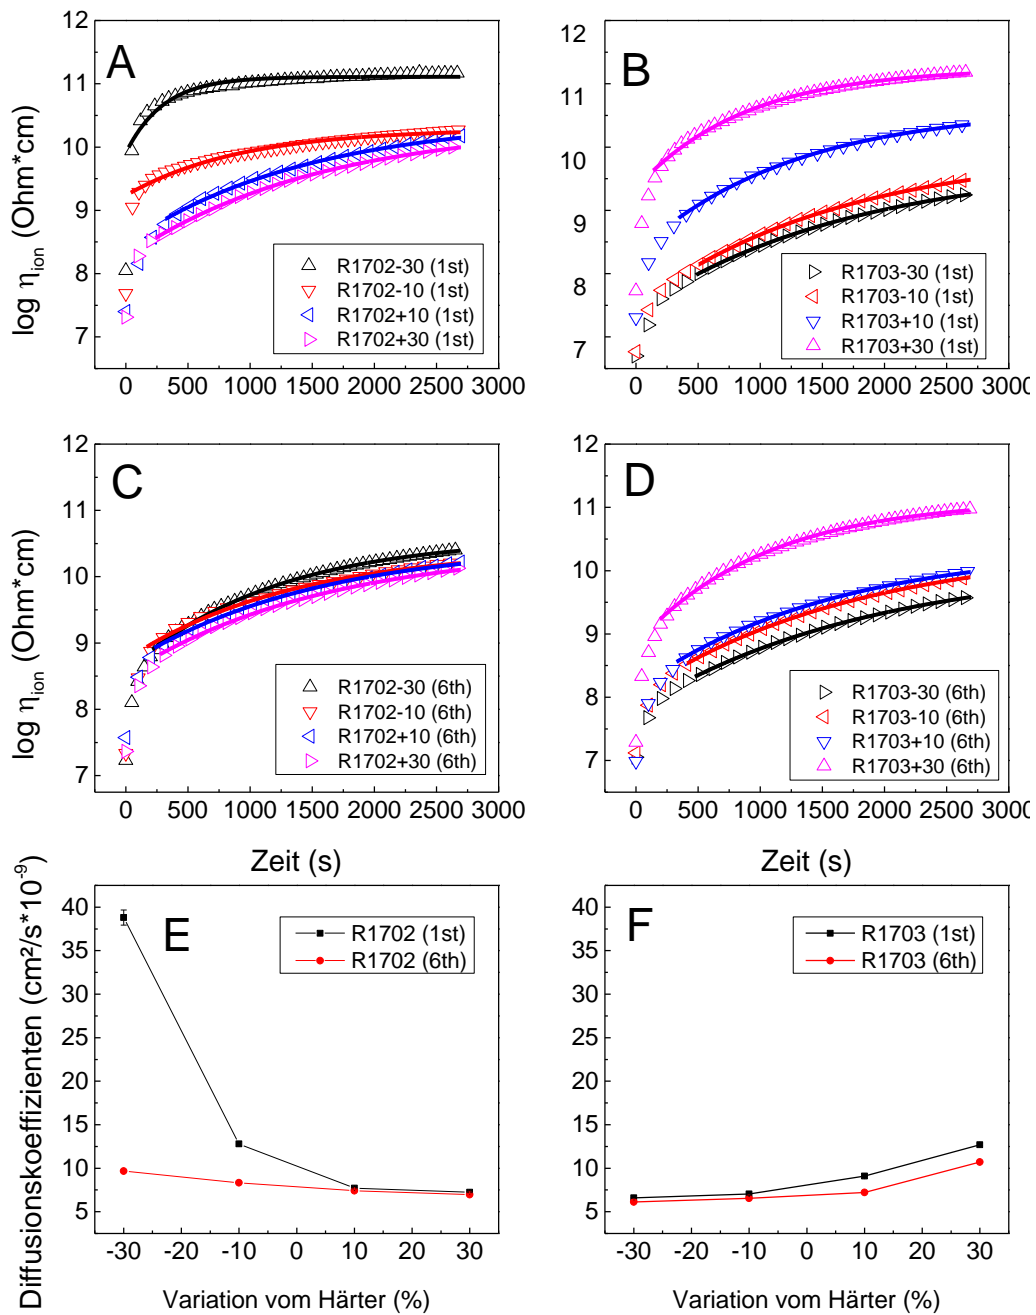 A
log η_ion (Ohm*cm)
12
11
10
9
8
7
R1702-30 (1st)
R1702-10 (1st)
R1702+10 (1st)
R1702+30 (1st)
0 500 1000 1500 2000 2500 3000
B
12
11
10
9
8
7
R1703-30 (1st)
R1703-10 (1st)
R1703+10 (1st)
R1703+30 (1st)
0 500 1000 1500 2000 2500 300
C
log η_ion (Ohm*cm)
12
11
10
9
8
7
R1702-30 (6th)
R1702-10 (6th)
R1702+10 (6th)
R1702+30 (6th)
0 500 1000 1500 2000 2500 3000
Zeit (s)
D
12
11
10
9
8
7
R1703-30 (6th)
R1703-10 (6th)
R1703+10 (6th)
R1703+30 (6th)
0 500 1000 1500 2000 2500 300
Zeit (s)
E
Diffusionskoeffizienten (cm²/s*10^-9)
40
35
30
25
20
15
10
5
R1702 (1st)
R1702 (6th)
-30 -20 -10 0 10 20 30
Variation vom Härter (%)
F
40
35
30
25
20
15
10
5
R1703 (1st)
R1703 (6th)
-30 -20 -10 0 10 20 30
Variation vom Härter (%)